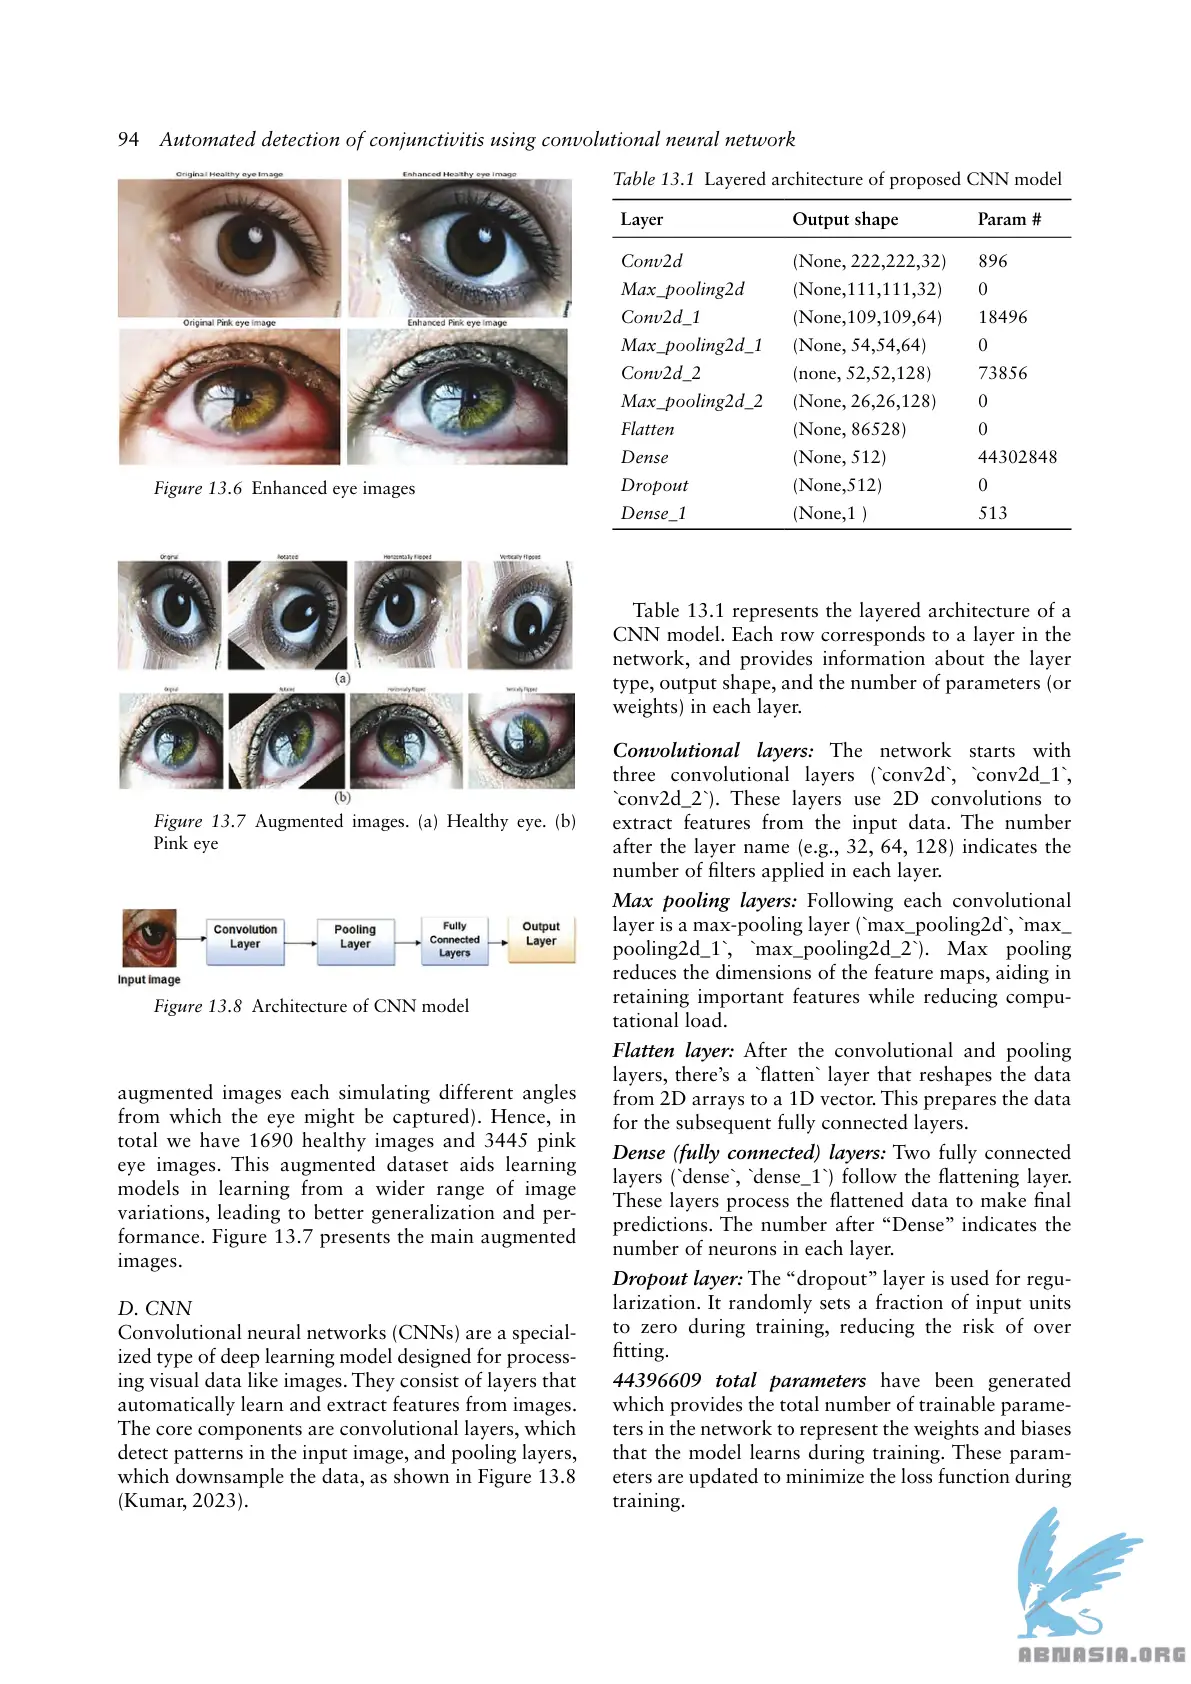 94 Automated detection of conjunctivitis using convolutional neural network
Original Healthy eye Image
Enhanced Healthy eye Image
Original Pink eye Image
Enhanced Pink eye Image
Figure 13.6 Enhanced eye images
Original
Rotated
Horizontally Flipped
Vertically Flipped
(a)
Original
Rotated
Horizontally Flipped
Vertically Flipped
(b)
Figure 13.7 Augmented images. (a) Healthy eye. (b)
Pink eye
Convolution
Layer
Pooling
Layer
Fully
Connected
Layers
Output
Layer
Input image
Figure 13.8 Architecture of CNN model
augmented images each simulating different angles
from which the eye might be captured). Hence, in
total we have 1690 healthy images and 3445 pink
eye images. This augmented dataset aids learning
models in learning from a wider range of image
variations, leading to better generalization and per-
formance. Figure 13.7 presents the main augmented
images.
D. CNN
Convolutional neural networks (CNNs) are a special-
ized type of deep learning model designed for process-
ing visual data like images. They consist of layers that
automatically learn and extract features from images.
The core components are convolutional layers, which
detect patterns in the input image, and pooling layers,
which downsample the data, as shown in Figure 13.8
(Kumar, 2023).
Table 13.1 Layered architecture of proposed CNN model
Layer Output shape Param #
Conv2d (None, 222,222,32) 896
Max_pooling2d (None,111,111,32) 0
Conv2d_1 (None,109,109,64) 18496
Max_pooling2d_1 (None, 54,54,64) 0
Conv2d_2 (none, 52,52,128) 73856
Max_pooling2d_2 (None, 26,26,128) 0
Flatten (None, 86528) 0
Dense (None, 512) 44302848
Dropout (None,512) 0
Dense_1 (None,1 ) 513
Table 13.1 represents the layered architecture of a
CNN model. Each row corresponds to a layer in the
network, and provides information about the layer
type, output shape, and the number of parameters (or
weights) in each layer.
Convolutional layers: The network starts with
three convolutional layers (`conv2d`, `conv2d_1`,
`conv2d_2`). These layers use 2D convolutions to
extract features from the input data. The number
after the layer name (e.g., 32, 64, 128) indicates the
number of filters applied in each layer.
Max pooling layers: Following each convolutional
layer is a max-pooling layer (`max_pooling2d`,`max_
pooling2d_1`, `max_pooling2d_2`). Max pooling
reduces the dimensions of the feature maps, aiding in
retaining important features while reducing compu-
tational load.
Flatten layer: After the convolutional and pooling
layers, there's a `flatten` layer that reshapes the data
from 2D arrays to a 1D vector. This prepares the data
for the subsequent fully connected layers.
Dense (fully connected) layers: Two fully connected
layers (`dense`, `dense_1`) follow the flattening layer.
These layers process the flattened data to make final
predictions. The number after “Dense” indicates the
number of neurons in each layer.
Dropout layer: The “dropout” layer is used for regu-
larization. It randomly sets a fraction of input units
to zero during training, reducing the risk of over
fitting.
44396609 total parameters have been generated
which provides the total number of trainable parame-
ters in the network to represent the weights and biases
that the model learns during training. These param-
eters are updated to minimize the loss function during
training.
ABNASIA.ORG